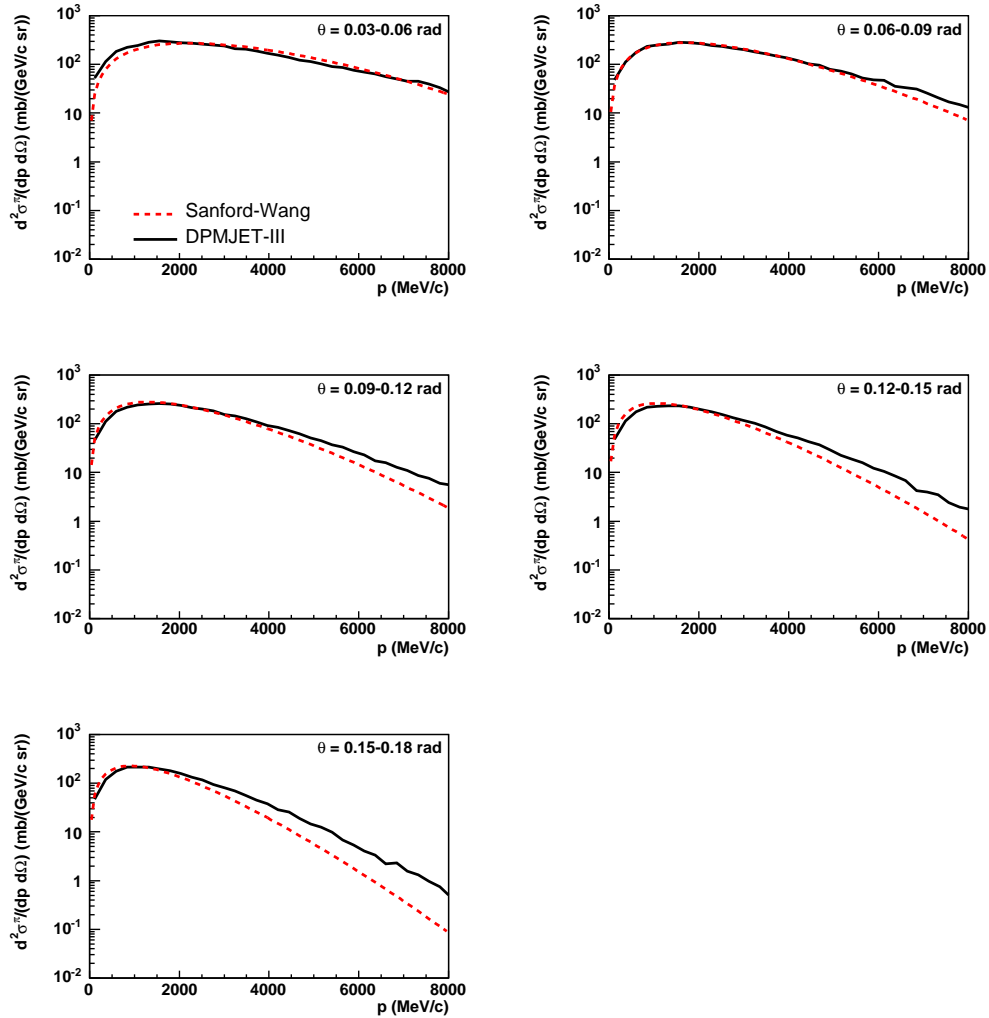 θ = 0.03-0.06 rad
d²σ^π/(dp dΩ) (mb/(GeV/c sr))
10³
10²
10
1
10⁻¹
10⁻²
Sanford-Wang
DPMJET-III
0 2000 4000 6000 8000
p (MeV/c)
θ = 0.06-0.09 rad
d²σ^π/(dp dΩ) (mb/(GeV/c sr))
10³
10²
10
1
10⁻¹
10⁻²
0 2000 4000 6000 8000
p (MeV/c)
θ = 0.09-0.12 rad
d²σ^π/(dp dΩ) (mb/(GeV/c sr))
10³
10²
10
1
10⁻¹
10⁻²
0 2000 4000 6000 8000
p (MeV/c)
θ = 0.12-0.15 rad
d²σ^π/(dp dΩ) (mb/(GeV/c sr))
10³
10²
10
1
10⁻¹
10⁻²
0 2000 4000 6000 8000
p (MeV/c)
θ = 0.15-0.18 rad
d²σ^π/(dp dΩ) (mb/(GeV/c sr))
10³
10²
10
1
10⁻¹
10⁻²
0 2000 4000 6000 8000
p (MeV/c)